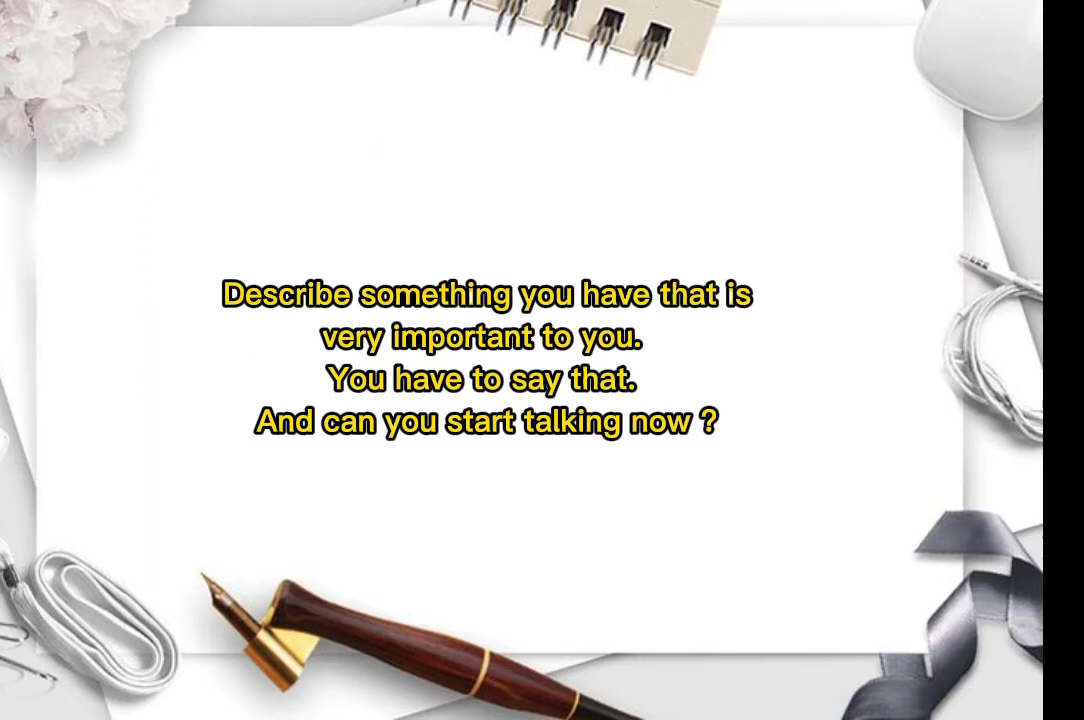 Describe something you have that is
very important to you.
You have to say that.
And can you start talking now ?